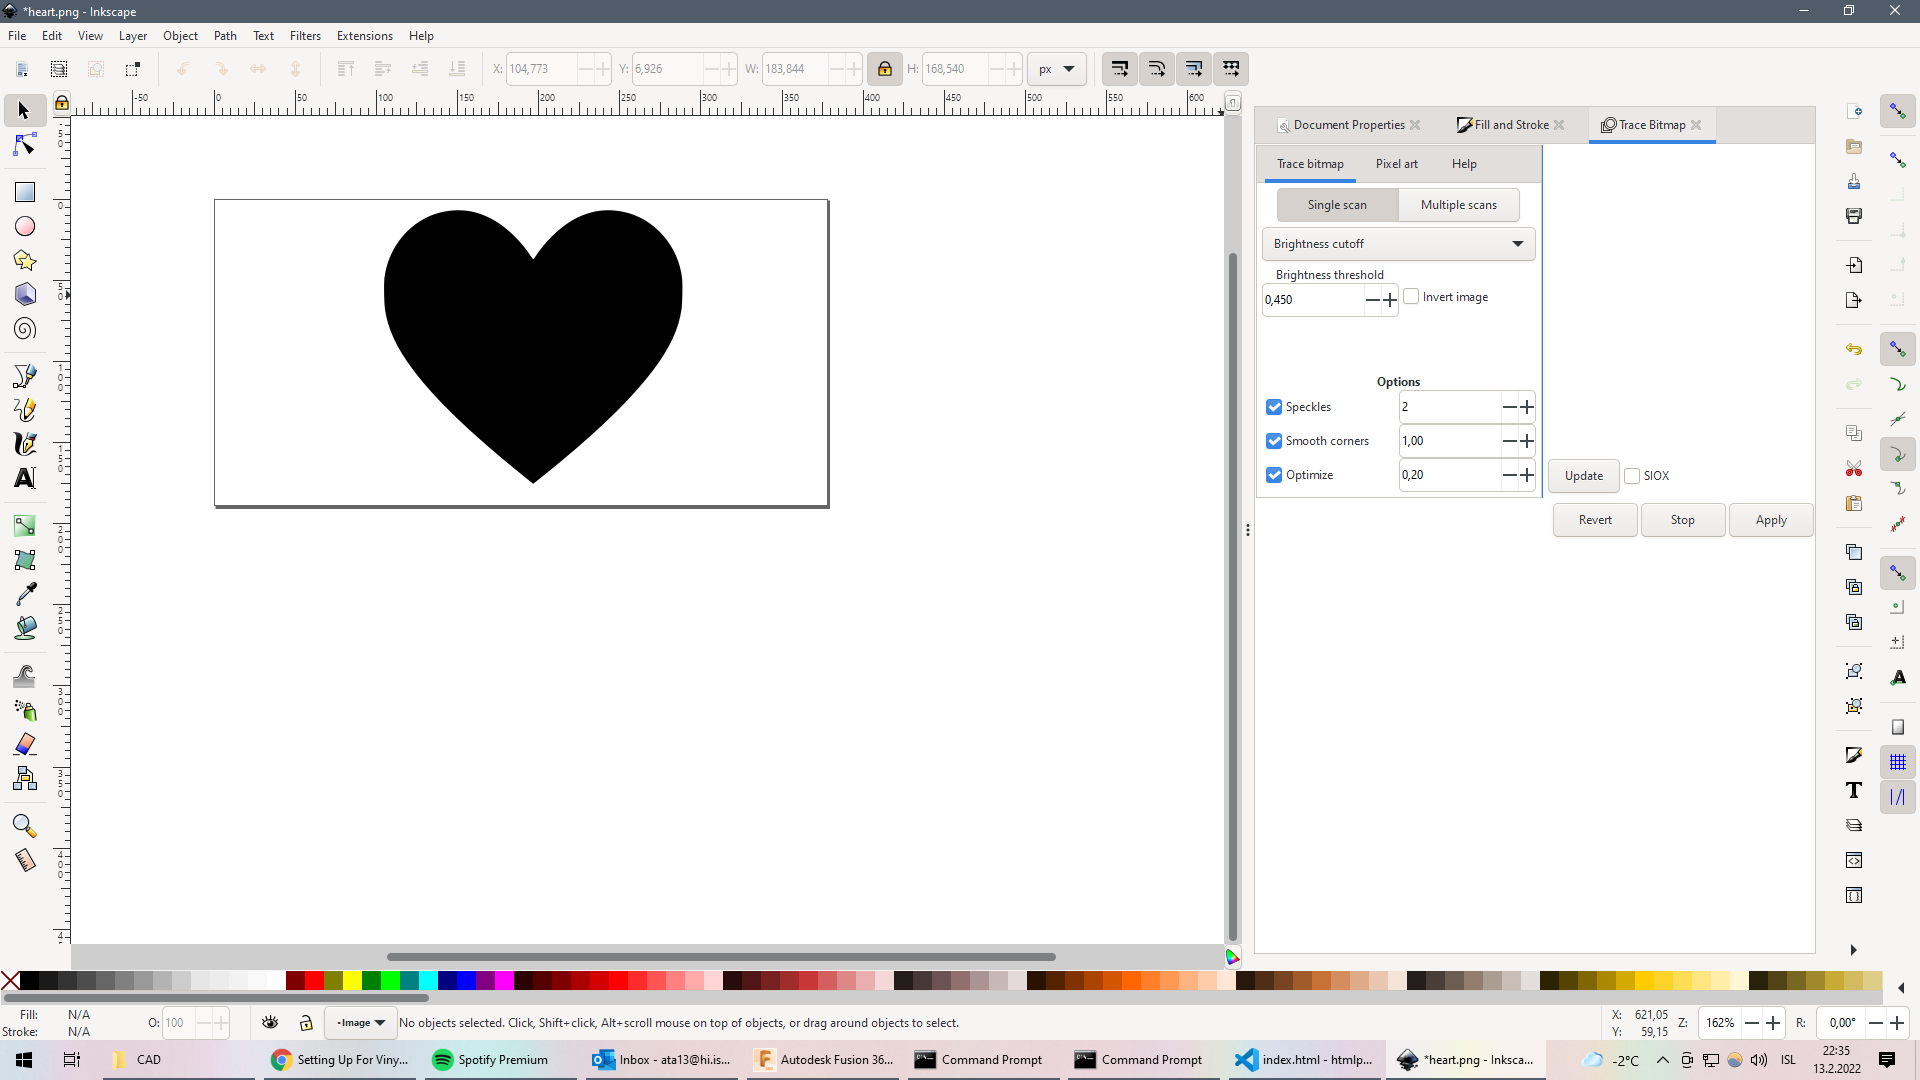 *heart.png - Inkscape
File Edit View Layer Object Path Text Filters Extensions Help
X: 104,773 Y: 6,926 W: 183,844 H: 168,540 px
-50 0 50 100 150 200 250 300 350 400 450 500 550 600
Document Properties Fill and Stroke Trace Bitmap
Trace bitmap Pixel art Help
Single scan Multiple scans
Brightness cutoff
Brightness threshold
0,450 Invert image
Options
Speckles 2
Smooth corners 1,00
Optimize 0,20 Update SIOX
Revert Stop Apply
Fill: N/A
Stroke: N/A
O: 100 •Image No objects selected. Click, Shift+click, Alt+scroll mouse on top of objects, or drag around objects to select.
X: 621,05
Y: 59,15
Z: 162% R: 0,00°
CAD Setting Up For Viny... Spotify Premium Inbox - ata13@hi.is... Autodesk Fusion 36... Command Prompt Command Prompt index.html - htmlp... *heart.png - Inksca... -2°C ISL
22:35
13.2.2022